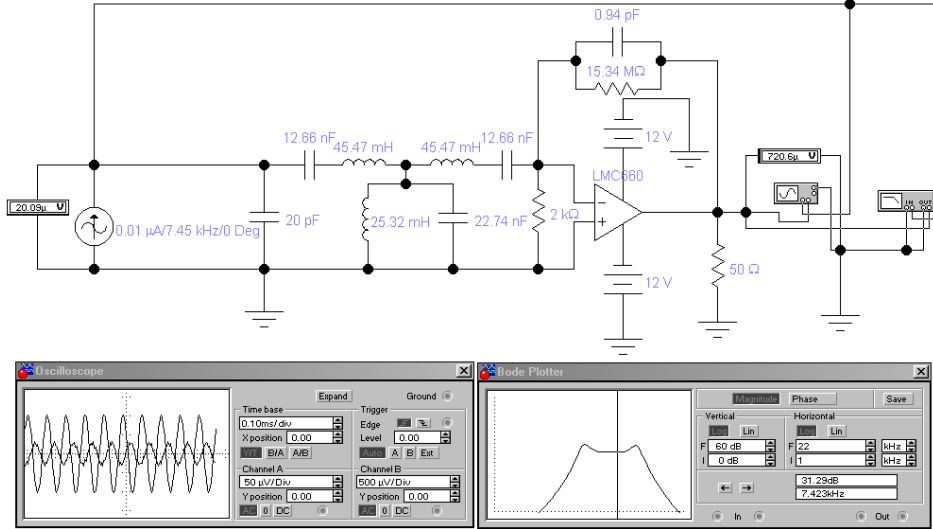 0.94 pF
15.34 MΩ
12 V
12.66 nF
45.47 mH
45.47 mH
12.66 nF
LMC660
720.6µ V
20.09µ V
0.01 µA/7.45 kHz/0 Deg
20 pF
25.32 mH
22.74 nF
2 kΩ
IN OUT
12 V
50 Ω
Oscilloscope
Expand
Ground
Time base
0.10ms/div
X position 0.00
Y/T B/A A/B
Trigger
Edge
Level 0.00
Auto A B Ext
Channel A
50 µV/Div
Y position 0.00
AC 0 DC
Channel B
500 µV/Div
Y position 0.00
AC 0 DC
Bode Plotter
Magnitude Phase Save
Vertical
Log Lin
F 60 dB
I 0 dB
Horizontal
Log Lin
F 22 kHz
I 1 kHz
31.29dB
7.423kHz
In Out